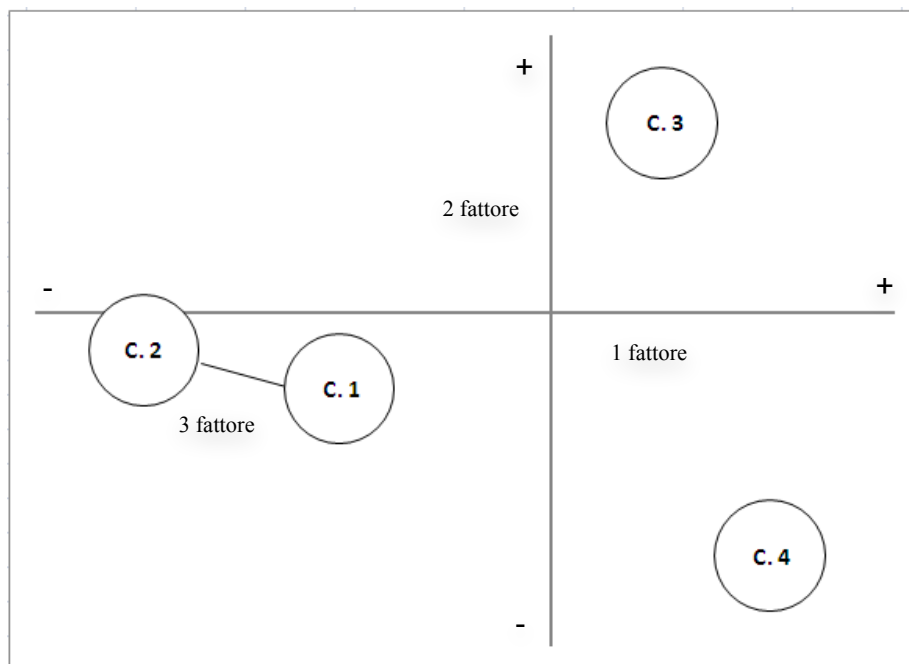 +
C. 3
2 fattore
-
+
C. 2
1 fattore
C. 1
3 fattore
C. 4
-